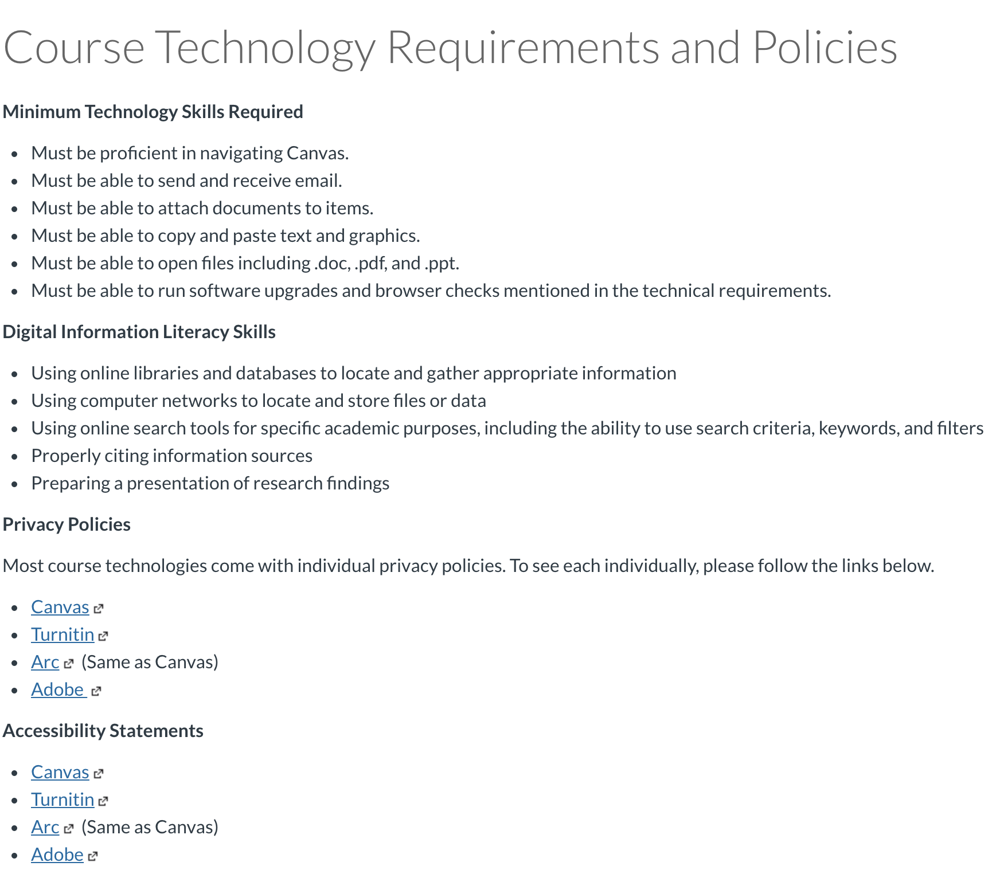 Course Technology Requirements and Policies
Minimum Technology Skills Required
Must be proficient in navigating Canvas.
Must be able to send and receive email.
Must be able to attach documents to items.
Must be able to copy and paste text and graphics.
Must be able to open files including .doc, .pdf, and .ppt.
Must be able to run software upgrades and browser checks mentioned in the technical requirements.
Digital Information Literacy Skills
Using online libraries and databases to locate and gather appropriate information
Using computer networks to locate and store files or data
Using online search tools for specific academic purposes, including the ability to use search criteria, keywords, and filters
Properly citing information sources
Preparing a presentation of research findings
Privacy Policies
Most course technologies come with individual privacy policies. To see each individually, please follow the links below.
Canvas
Turnitin
Arc (Same as Canvas)
Adobe
Accessibility Statements
Canvas
Turnitin
Arc (Same as Canvas)
Adobe